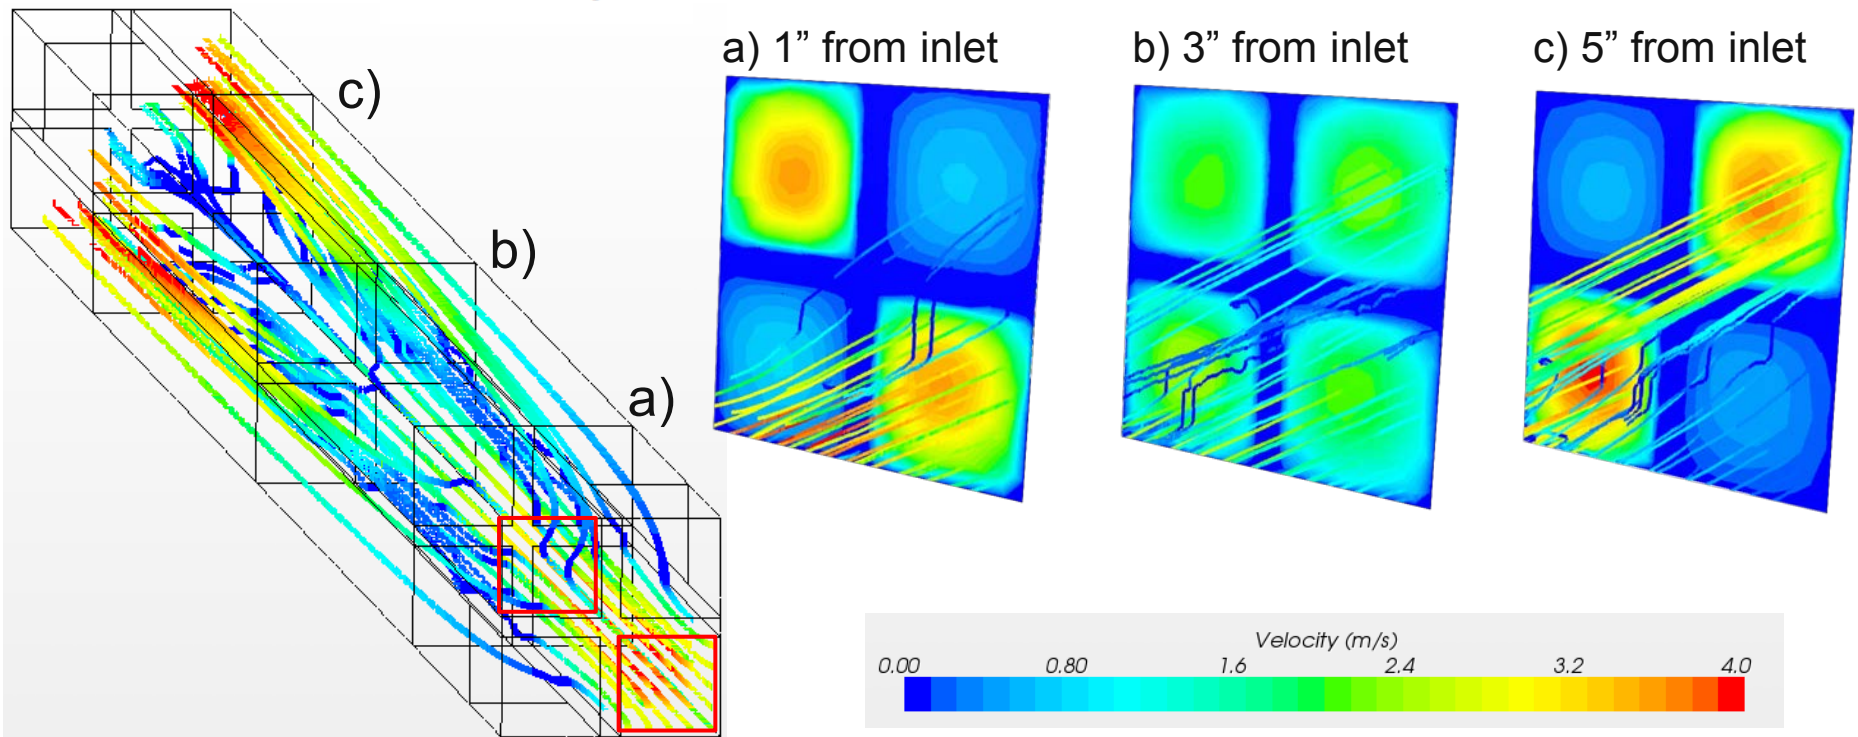 a) 1” from inlet
b) 3” from inlet
c) 5” from inlet
c)
b)
a)
Velocity (m/s)
0.00 0.80 1.6 2.4 3.2 4.0